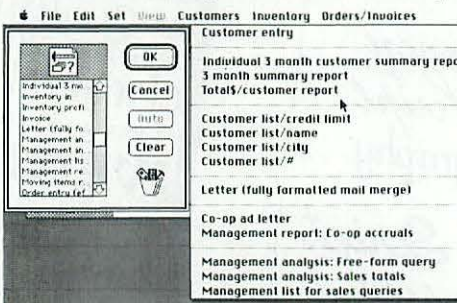 File Edit Set View Customers Inventory Orders/Invoices
OK
Cancel
Auto
Clear
Individual 3 mo
Inventory in
Inventory profi
Invoice
Letter (fully fo
Management an
Management an
Management lis
Management re
Moving items r
Order entry (ef
Customer entry
Individual 3 month customer summary repo
3 month summary report
Total$/customer report
Customer list/credit limit
Customer list/name
Customer list/city
Customer list/#
Letter (fully formatted mail merge)
Co-op ad letter
Management report: Co-op accruals
Management analysis: Free-form query
Management analysis: Sales totals
Management list for sales queries